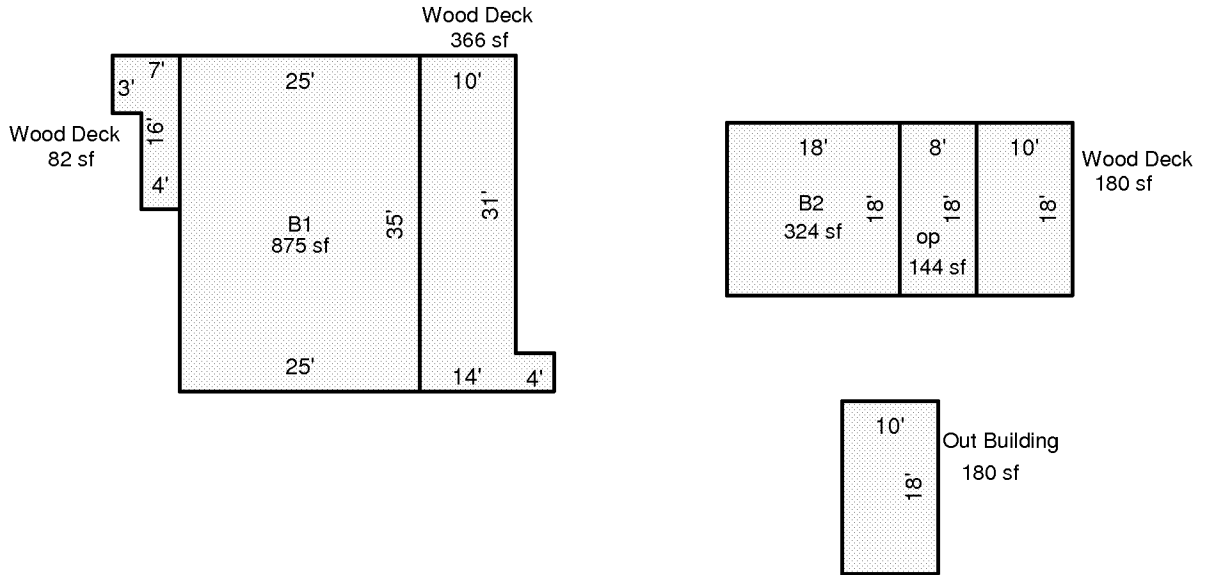 Wood Deck
366 sf
7'
3'
16'
4'
Wood Deck
82 sf
25'
B1
875 sf
35'
25'
10'
31'
14'
4'
18'
B2
324 sf
18'
8'
18'
op
144 sf
10'
18'
Wood Deck
180 sf
10'
18'
Out Building
180 sf